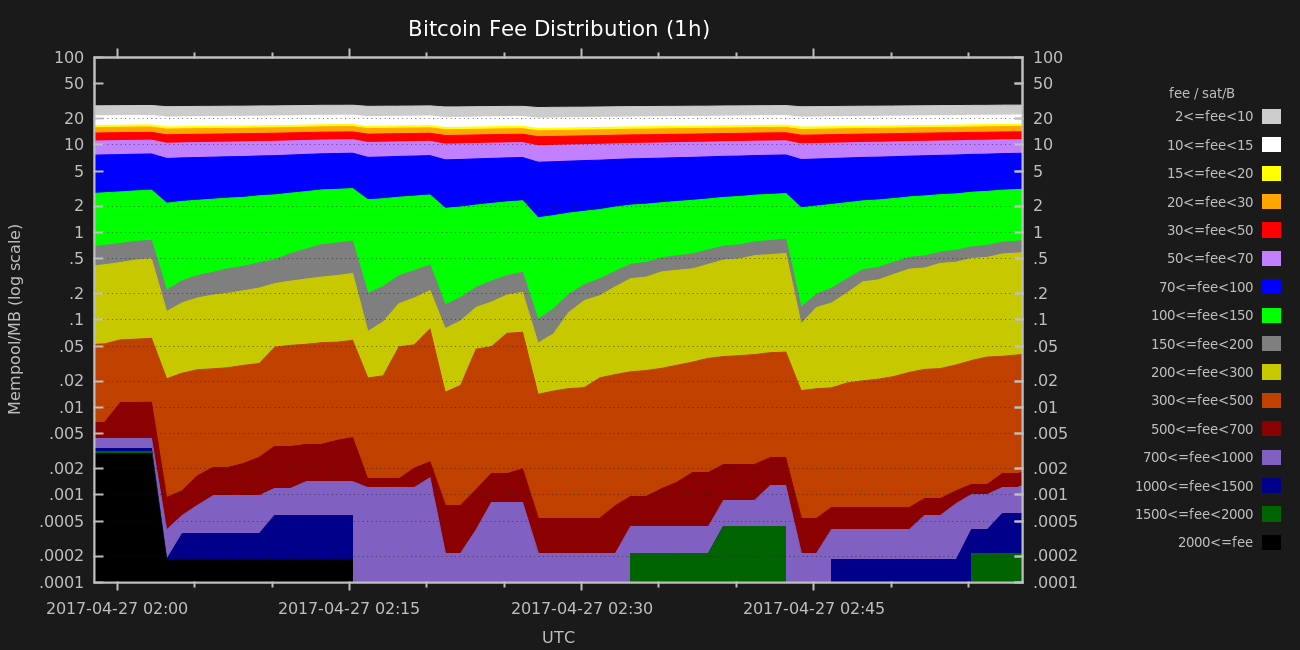 Bitcoin Fee Distribution (1h)
100 100
50 50
20 20
10 10
5 5
2 2
1 1
.5 .5
.2 .2
.1 .1
.05 .05
.02 .02
.01 .01
.005 .005
.002 .002
.001 .001
.0005 .0005
.0002 .0002
.0001 .0001
Mempool/MB (log scale)
2017-04-27 02:00 2017-04-27 02:15 2017-04-27 02:30 2017-04-27 02:45
UTC
fee / sat/B
2<=fee<10
10<=fee<15
15<=fee<20
20<=fee<30
30<=fee<50
50<=fee<70
70<=fee<100
100<=fee<150
150<=fee<200
200<=fee<300
300<=fee<500
500<=fee<700
700<=fee<1000
1000<=fee<1500
1500<=fee<2000
2000<=fee